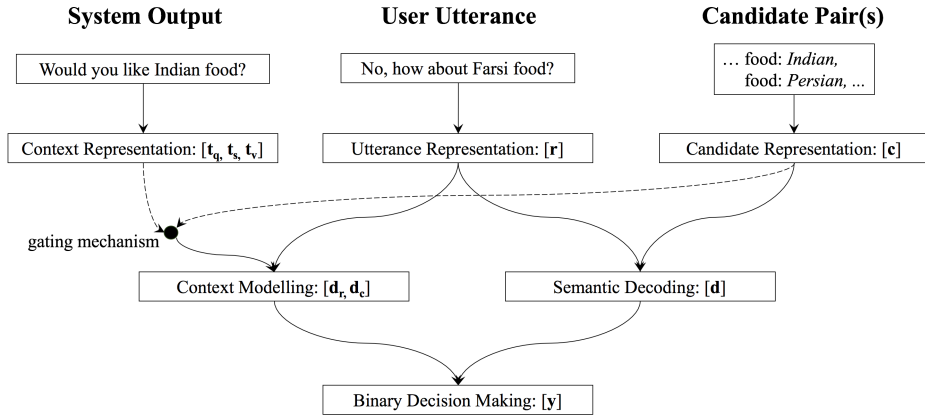 System Output
User Utterance
Candidate Pair(s)
Would you like Indian food?
No, how about Farsi food?
... food: Indian,
food: Persian, ...
Context Representation: [tq, ts, tv]
Utterance Representation: [r]
Candidate Representation: [c]
gating mechanism
Context Modelling: [dr, dc]
Semantic Decoding: [d]
Binary Decision Making: [y]